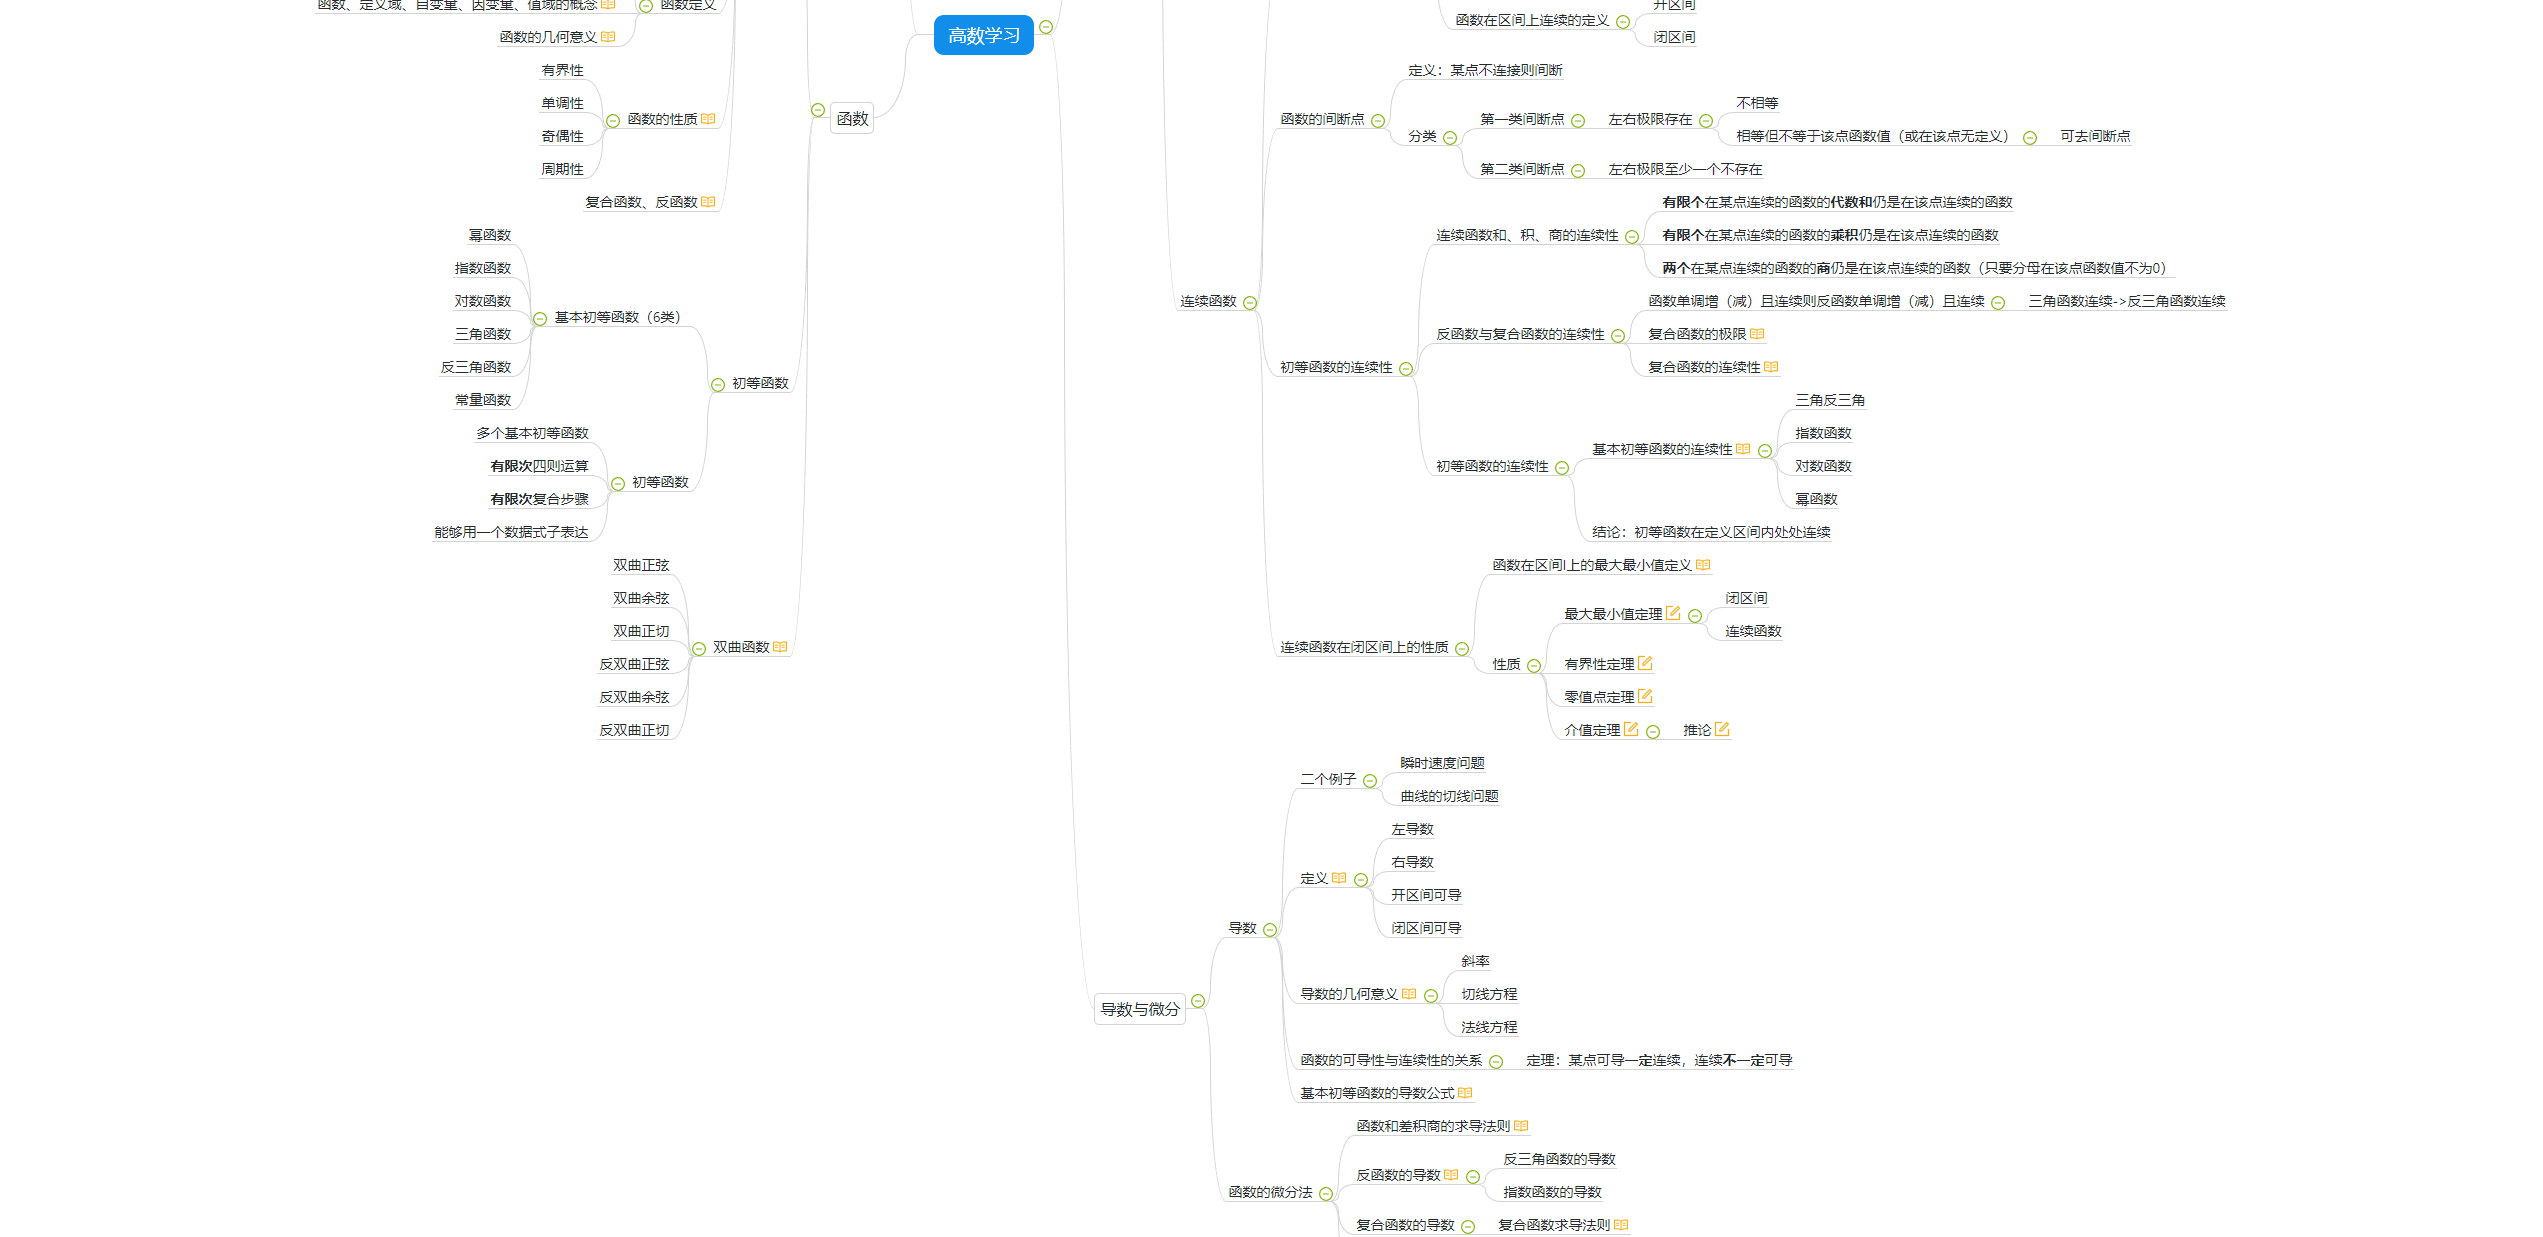 高数学习
函数、定义域、自变量、因变量、值域的概念
函数定义
函数的几何意义
有界性
单调性
奇偶性
周期性
函数的性质
复合函数、反函数
函数
幂函数
指数函数
对数函数
三角函数
反三角函数
常量函数
基本初等函数（6类）
初等函数
多个基本初等函数
有限次四则运算
有限次复合步骤
能够用一个数据式子表达
初等函数
双曲正弦
双曲余弦
双曲正切
反双曲正弦
反双曲余弦
反双曲正切
双曲函数
函数在区间上连续的定义
开区间
闭区间
连续函数
函数的间断点
定义：某点不连接则间断
分类
第一类间断点
左右极限存在
不相等
相等但不等于该点函数值（或在该点无定义）
可去间断点
第二类间断点
左右极限至少一个不存在
初等函数的连续性
连续函数和、积、商的连续性
有限个在某点连续的函数的代数和仍是在该点连续的函数
有限个在某点连续的函数的乘积仍是在该点连续的函数
两个在某点连续的函数的商仍是在该点连续的函数（只要分母在该点函数值不为0）
反函数与复合函数的连续性
函数单调增（减）且连续则反函数单调增（减）且连续
三角函数连续->反三角函数连续
复合函数的极限
复合函数的连续性
初等函数的连续性
基本初等函数的连续性
三角反三角
指数函数
对数函数
幂函数
结论：初等函数在定义区间内处处连续
连续函数在闭区间上的性质
函数在区间I上的最大最小值定义
性质
最大最小值定理
闭区间
连续函数
有界性定理
零值点定理
介值定理
推论
导数与微分
导数
二个例子
瞬时速度问题
曲线的切线问题
定义
左导数
右导数
开区间可导
闭区间可导
导数的几何意义
斜率
切线方程
法线方程
函数的可导性与连续性的关系
定理：某点可导一定连续，连续不一定可导
基本初等函数的导数公式
函数的微分法
函数和差积商的求导法则
反函数的导数
反三角函数的导数
指数函数的导数
复合函数的导数
复合函数求导法则